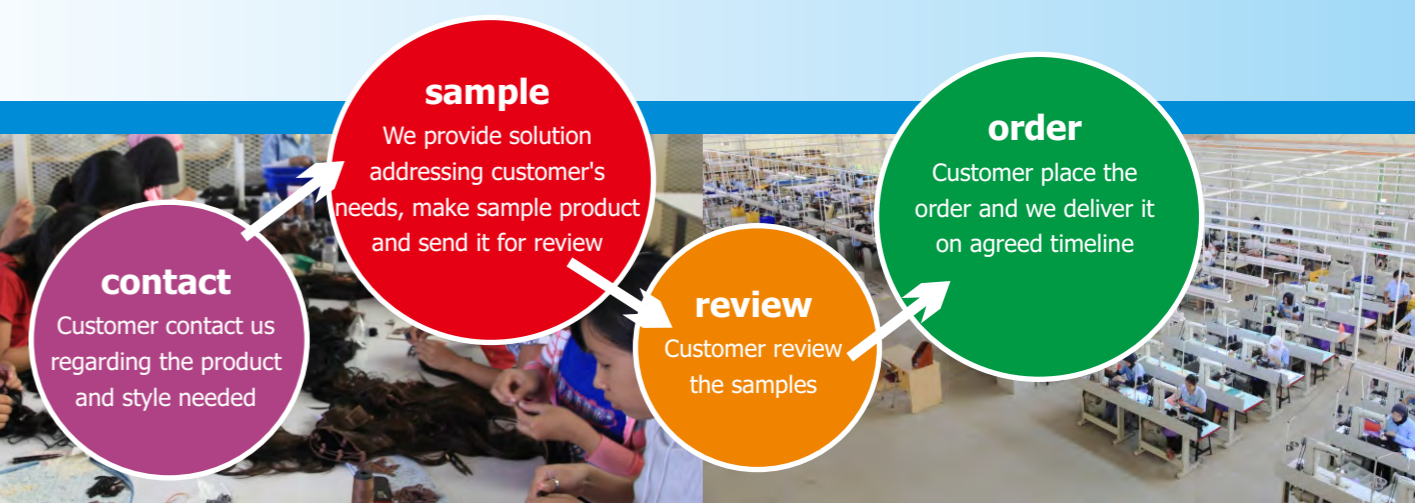 contact
Customer contact us
regarding the product
and style needed
sample
We provide solution
addressing customer's
needs, make sample product
and send it for review
review
Customer review
the samples
order
Customer place the
order and we deliver it
on agreed timeline